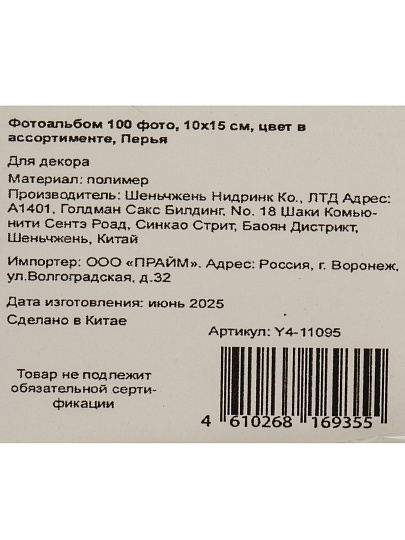 Фотоальбом 100 фото, 10х15 см, цвет в
ассортименте, Перья
Для декора
Материал: полимер
Производитель: Шеньчжень Нидринк Ко., ЛТД Адрес:
А1401, Голдман Сакс Билдинг, No. 18 Шаки Комью-
нити Сентэ Роад, Синкао Стрит, Баоян Дистрикт,
Шеньчжень, Китай
Импортер: ООО «ПРАЙМ». Адрес: Россия, г. Воронеж,
ул.Волгоградская, д.32
Дата изготовления: июнь 2025
Сделано в Китае
Артикул: Y4-11095
Товар не подлежит
обязательной серти-
фикации
4 610268 169355